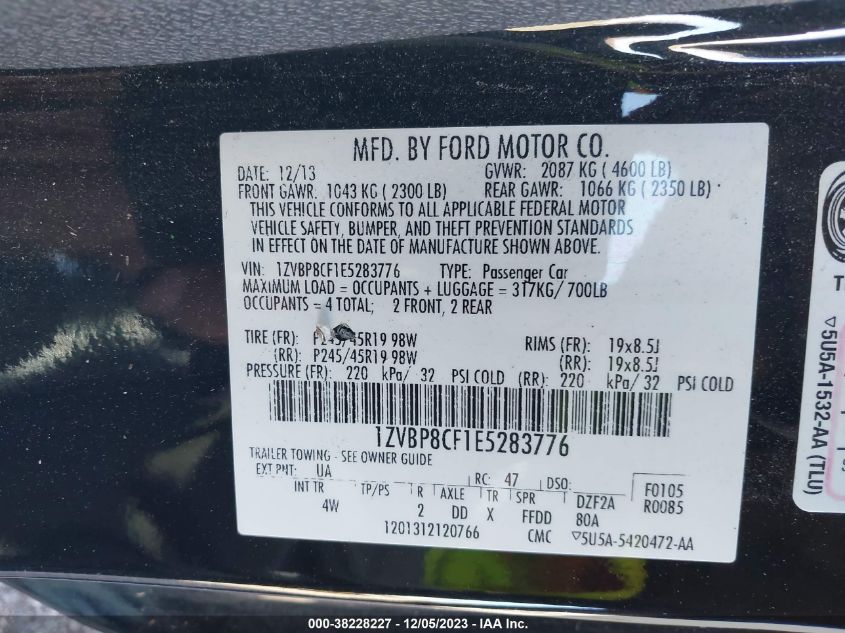 MFD. BY FORD MOTOR CO.
DATE: 12/13 GVWR: 2087 KG ( 4600 LB)
FRONT GAWR: 1043 KG ( 2300 LB) REAR GAWR: 1066 KG ( 2350 LB)
THIS VEHICLE CONFORMS TO ALL APPLICABLE FEDERAL MOTOR
VEHICLE SAFETY, BUMPER, AND THEFT PREVENTION STANDARDS
IN EFFECT ON THE DATE OF MANUFACTURE SHOWN ABOVE.
VIN: 1ZVBP8CF1E5283776 TYPE: Passenger Car
MAXIMUM LOAD = OCCUPANTS + LUGGAGE = 317KG/ 700LB
OCCUPANTS = 4 TOTAL; 2 FRONT, 2 REAR
TIRE (FR): P245/45R19 98W RIMS (FR): 19x8.5J
(RR): P245/45R19 98W (RR): 19x8.5J
PRESSURE (FR): 220 kPa/ 32 PSI COLD (RR): 220 kPa/ 32 PSI COLD
1ZVBP8CF1E5283776
TRAILER TOWING - SEE OWNER GUIDE
EXT PNT: UA RC: 47 DSO: F0105
INT TR TP/PS R AXLE TR SPR DZF2A R0085
4W 2 DD X FFDD 80A
1201312120766 CMC ▽5U5A-5420472-AA
▽5U5A-1532-AA (TLU)
000-38228227 - 12/05/2023 - IAA Inc.